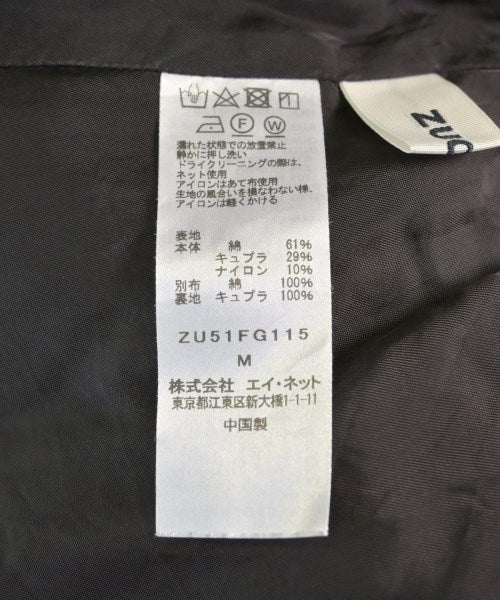 ZUC
F W
濡れた状態での放置禁止
静かに押し洗い
ドライクリーニングの際は、
ネット使用
アイロンはあて布使用
生地の風合いを損なわない様、
アイロンは軽くかける
表地
本体 綿 61%
キュプラ 29%
ナイロン 10%
別布 綿 100%
裏地 キュプラ 100%
ZU51FG115
M
株式会社 エイ・ネット
東京都江東区新大橋1-1-11
中国製